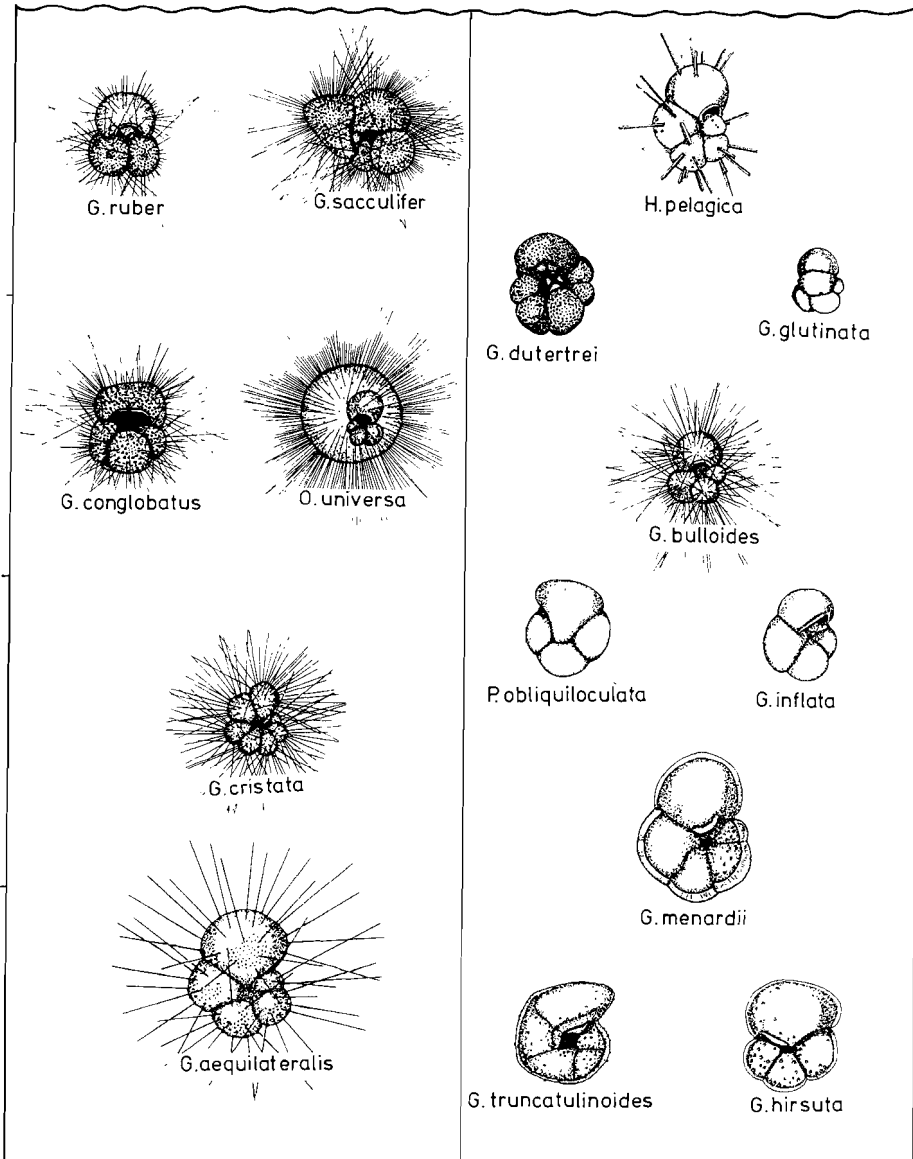 G. ruber
G. sacculifer
G. conglobatus
O. universa
G. cristata
G. aequilateralis
H. pelagica
G. dutertrei
G. glutinata
G. bulloides
P. obliquiloculata
G. inflata
G. menardii
G. truncatulinoides
G. hirsuta